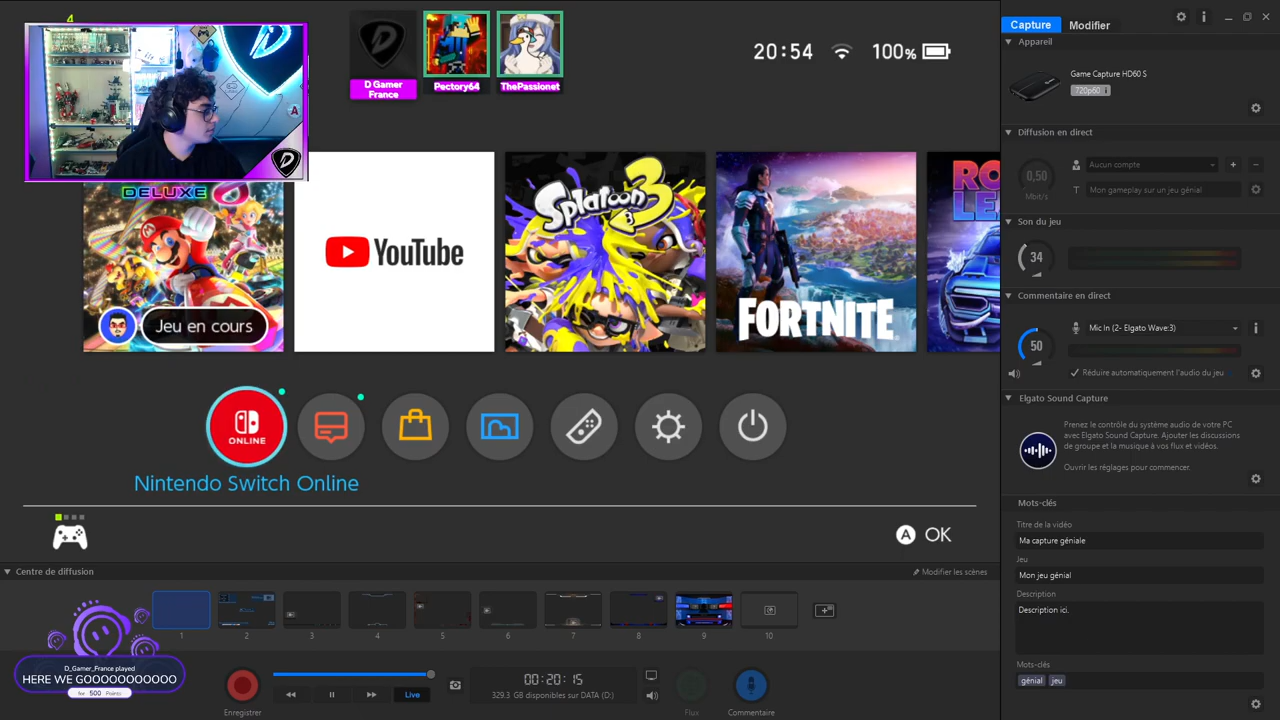 4
D Gamer
France
Pectory64
ThePassionet
20:54
100%
DELUXE 8
Jeu en cours
YouTube
Splatoon 3
FORTNITE
RO
LE
ONLINE
Nintendo Switch Online
A OK
Centre de diffusion
Modifier les scènes
1
2
3
4
5
6
7
8
9
10
D_Gamer_France played
HERE WE GOOOOOOOOOOO
for 500 Points
Enregistrer
Live
00:20:15
329.3 GB disponibles sur DATA (D:)
Flux
Commentaire
Capture
Modifier
Appareil
Game Capture HD60 S
720p60
Diffusion en direct
0,50
Mbit/s
Aucun compte
T Mon gameplay sur un jeu génial
Son du jeu
34
Commentaire en direct
50
Mic In (2- Elgato Wave:3)
Réduire automatiquement l'audio du jeu
Elgato Sound Capture
Prenez le contrôle du système audio de votre PC
avec Elgato Sound Capture. Ajouter les discussions
de groupe et la musique à vos flux et vidéos.
Ouvrir les réglages pour commencer.
Mots-clés
Titre de la vidéo
Ma capture géniale
Jeu
Mon jeu génial
Description
Description ici.
Mots-clés
génial jeu